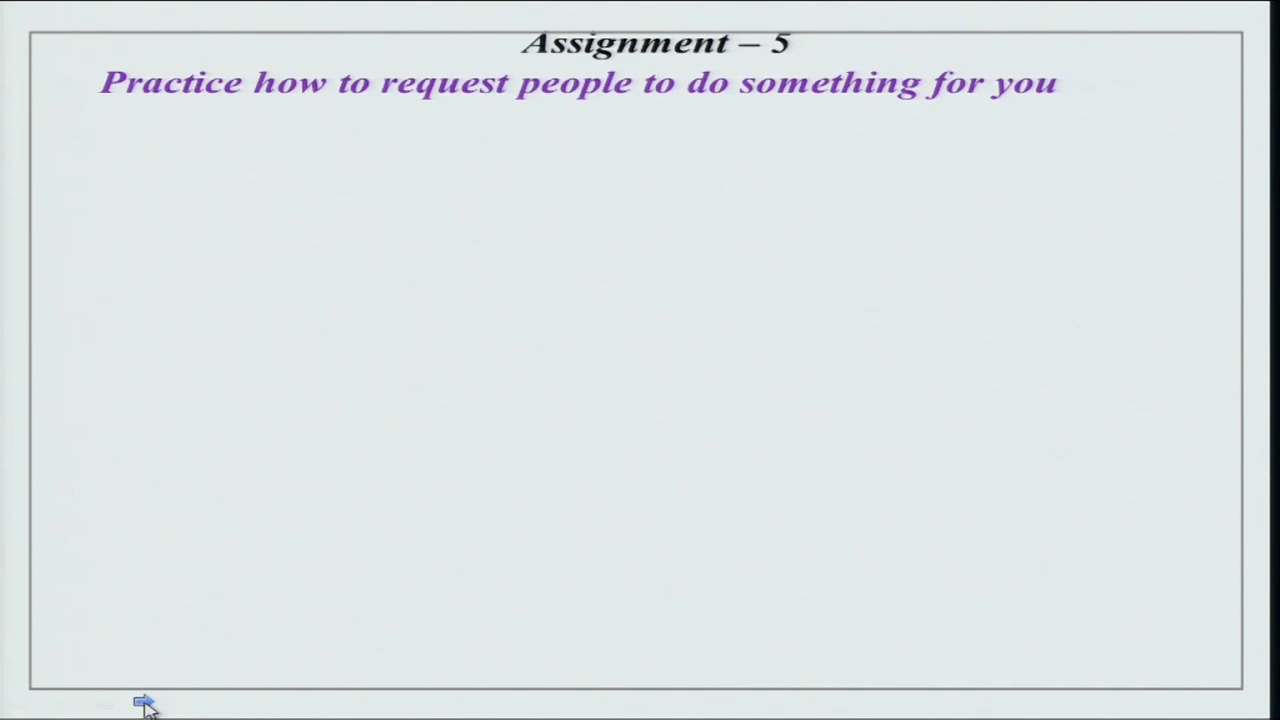 Assignment – 5
Practice how to request people to do something for you